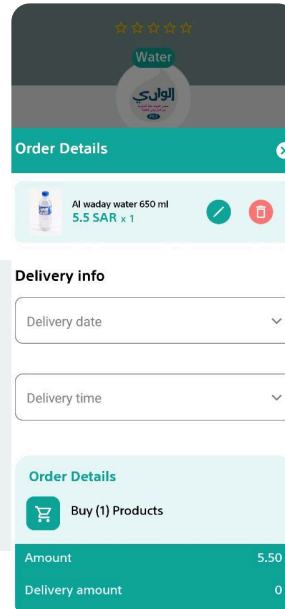 Water
الوادي
Order Details
Al waday water 650 ml
5.5 SAR x 1
Delivery info
Delivery date
Delivery time
Order Details
Buy (1) Products
Amount 5.50
Delivery amount 0